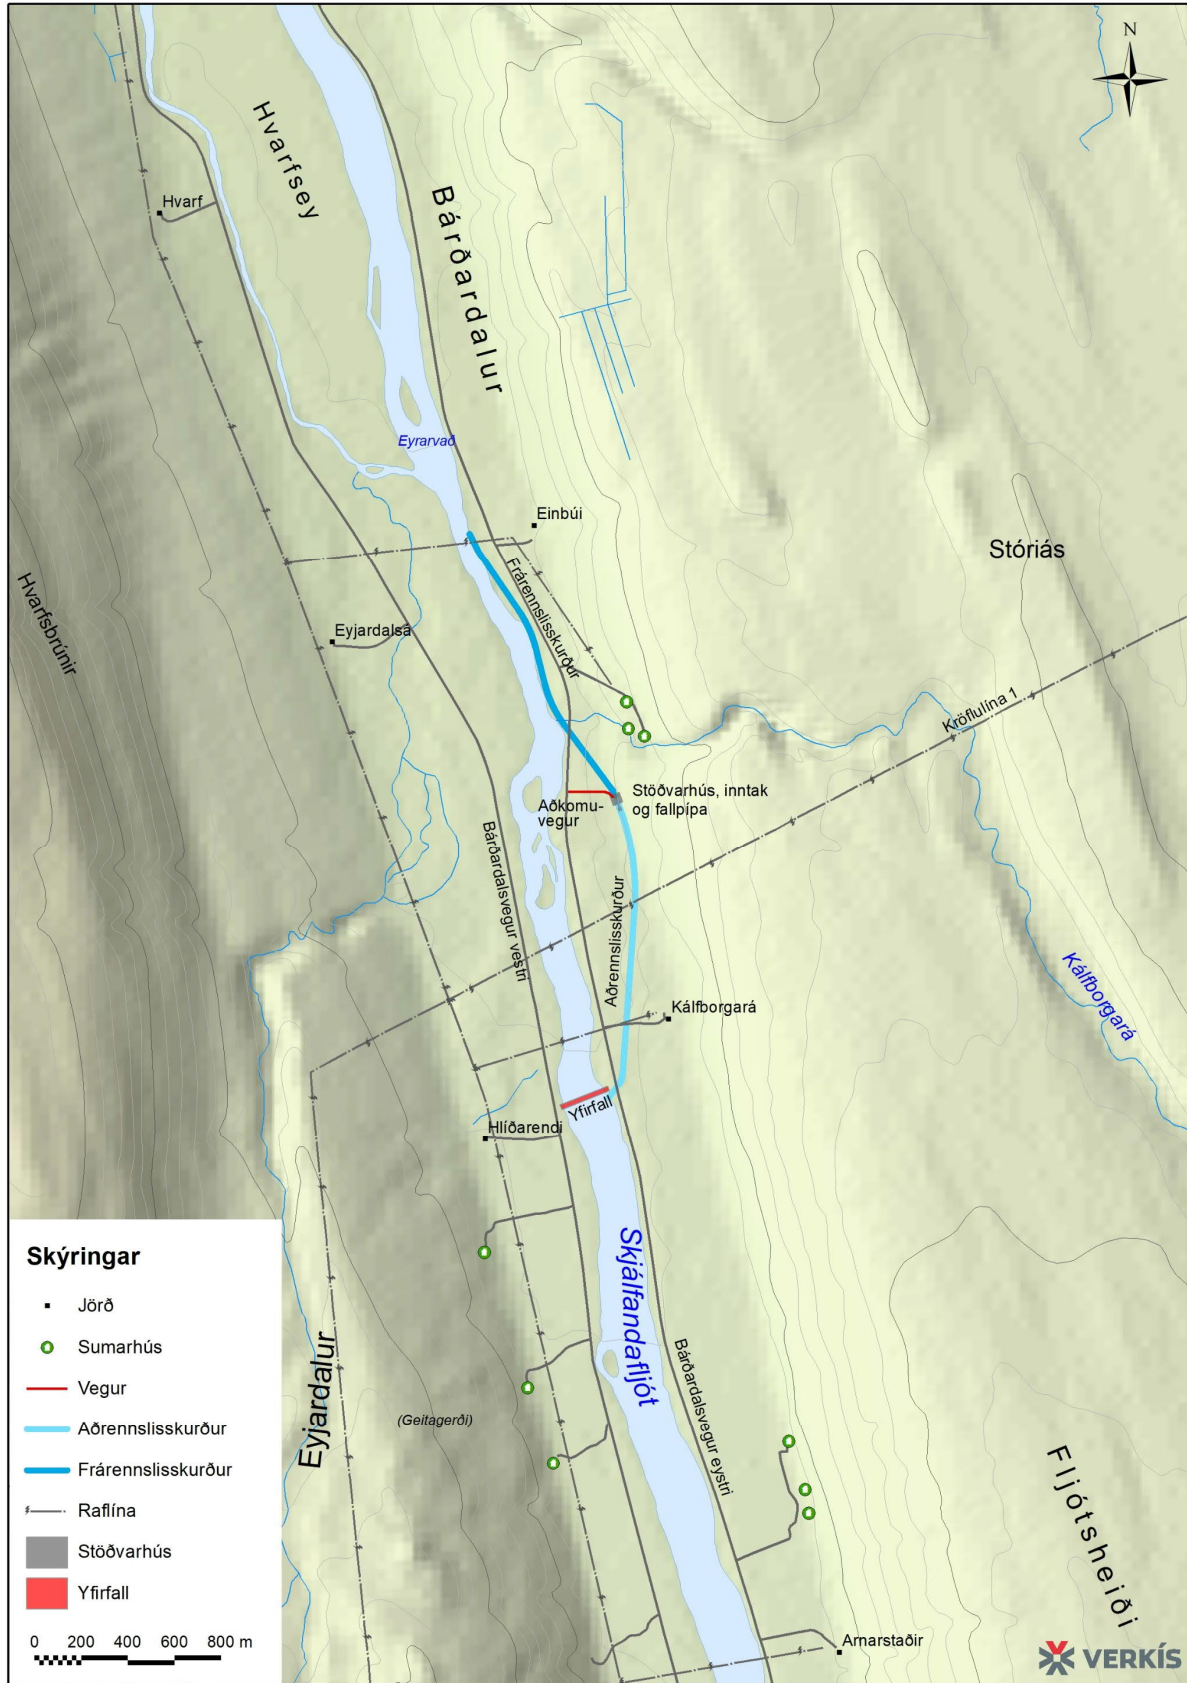 N
Hvarfsey
Hvarf
Bárðardalur
Eyrarvað
Einbúi
Stóriás
Frárennslisskurður
Hvarfsbrúnir
Eyjardalsá
Kröflulína 1
Stöðvarhús, inntak
og fallpípa
Aðkomu-
vegur
Bárðardalsvegur vestri
Aðrennslisskurður
Kálfborgará
Kálfborgará
Yfirfall
Hlíðarendi
Skjálfandafljót
Eyjardalur
(Geitagerði)
Bárðardalsvegur eystri
Fljótsheiði
Arnarstaðir
Skýringar
Jörð
Sumarhús
Vegur
Aðrennslisskurður
Frárennslisskurður
Raflína
Stöðvarhús
Yfirfall
0 200 400 600 800 m
VERKÍS